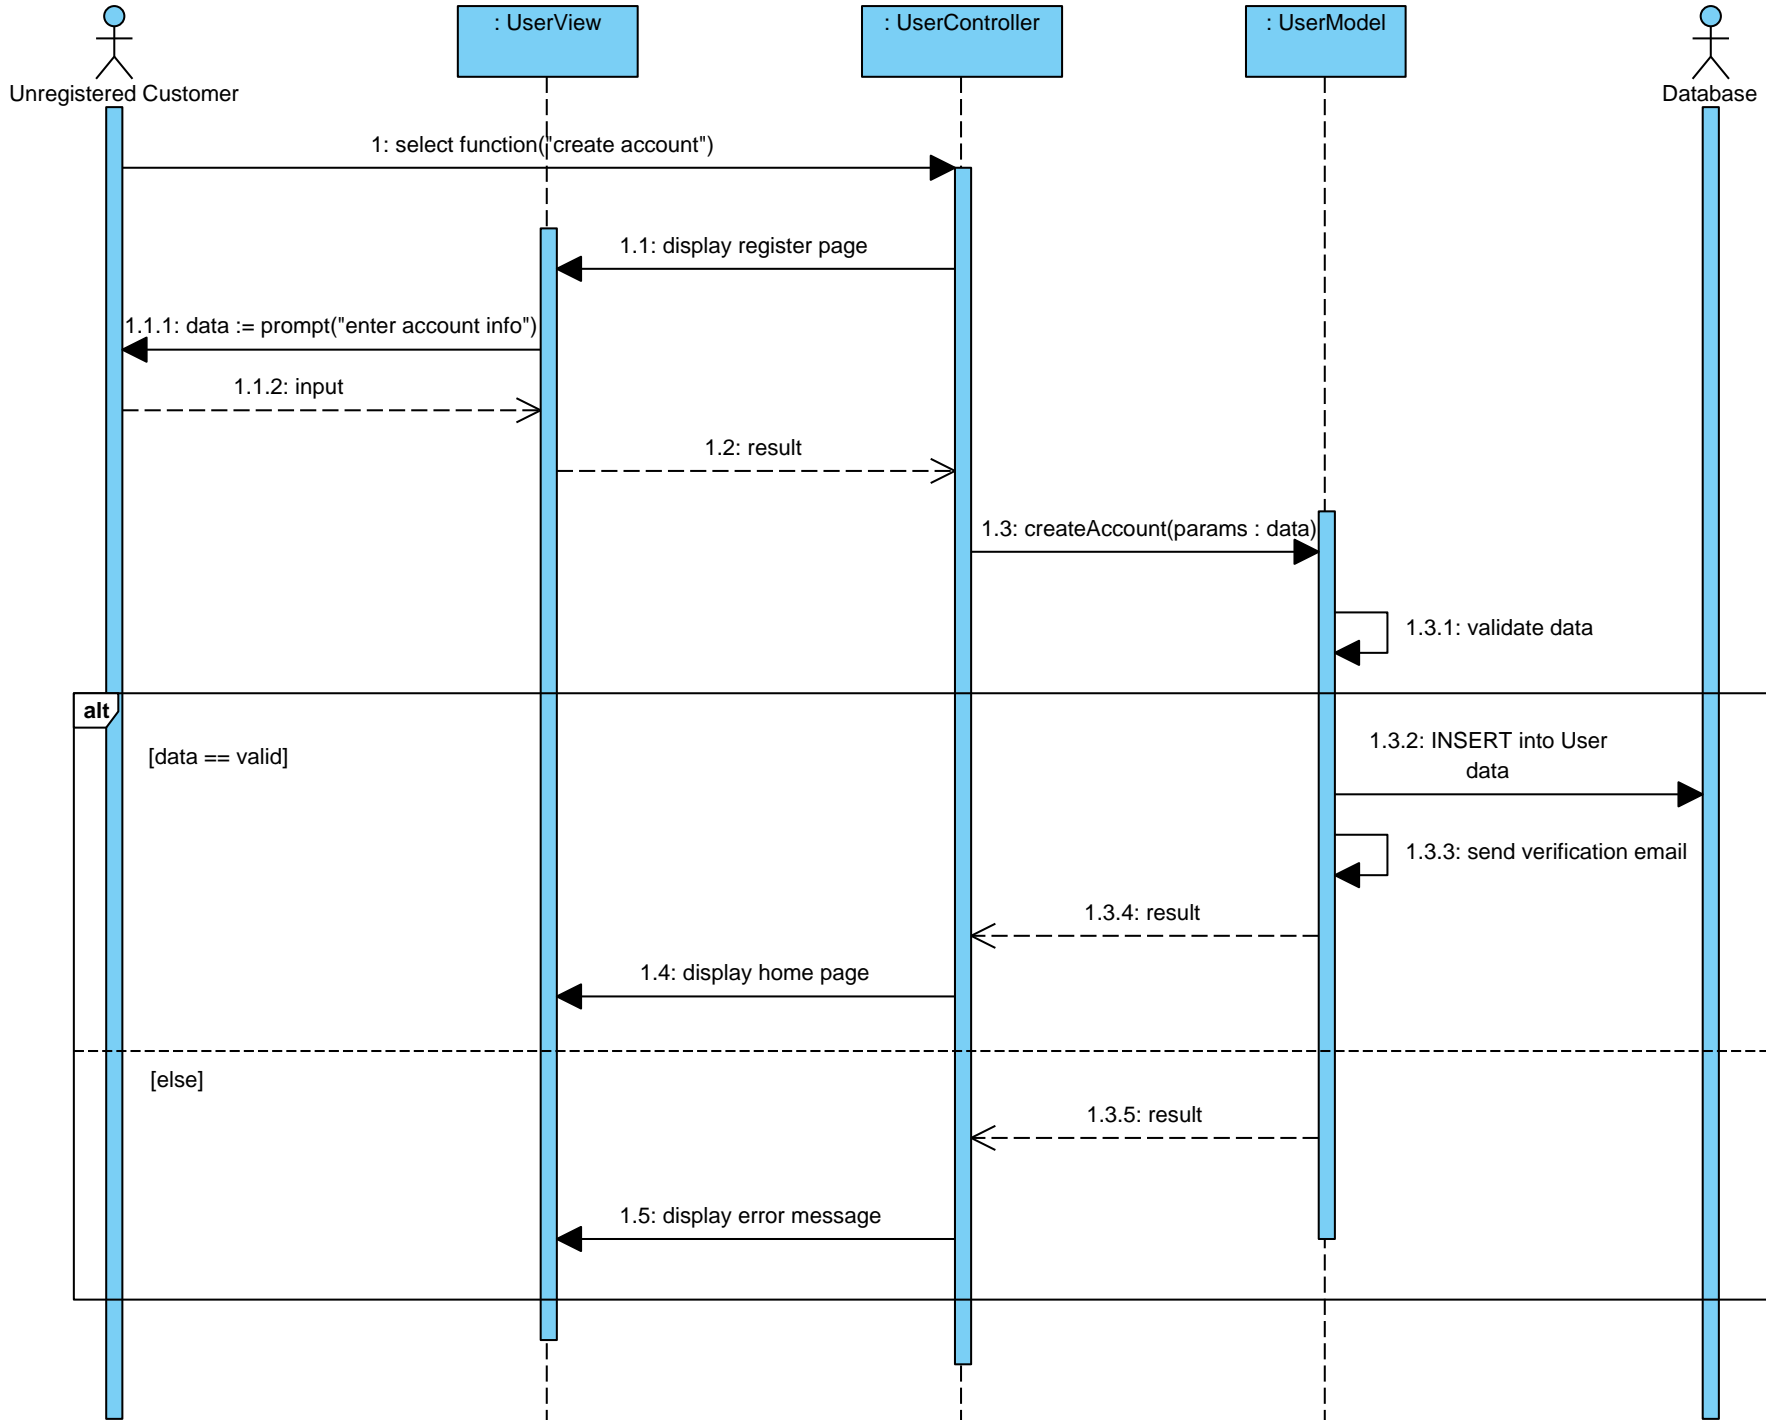 : UserView
: UserController
: UserModel
Unregistered Customer
Database
1: select function("create account")
1.1: display register page
1.1.1: data := prompt("enter account info")
1.1.2: input
1.2: result
1.3: createAccount(params : data)
1.3.1: validate data
alt
[data == valid]
1.3.2: INSERT into User
data
1.3.3: send verification email
1.3.4: result
1.4: display home page
[else]
1.3.5: result
1.5: display error message